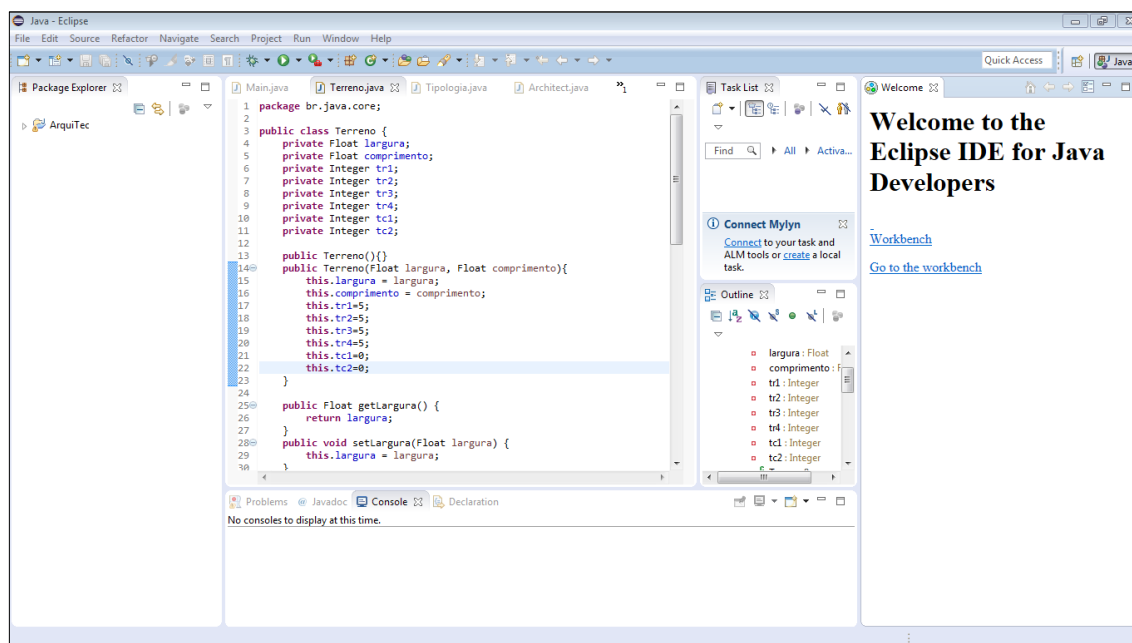 Java - Eclipse
File Edit Source Refactor Navigate Search Project Run Window Help
Quick Access
Java
Package Explorer
ArquiTec
Main.java Terreno.java Tipologia.java Architect.java »1
1 package br.java.core;
2
3 public class Terreno {
4 private Float largura;
5 private Float comprimento;
6 private Integer tr1;
7 private Integer tr2;
8 private Integer tr3;
9 private Integer tr4;
10 private Integer tc1;
11 private Integer tc2;
12
13 public Terreno(){}
14 public Terreno(Float largura, Float comprimento){
15 this.largura = largura;
16 this.comprimento = comprimento;
17 this.tr1=5;
18 this.tr2=5;
19 this.tr3=5;
20 this.tr4=5;
21 this.tc1=0;
22 this.tc2=0;
23 }
24
25 public Float getLargura() {
26 return largura;
27 }
28 public void setLargura(Float largura) {
29 this.largura = largura;
30 }
Task List
Find All Activa...
Connect Mylyn
Connect to your task and
ALM tools or create a local
task.
Outline
largura : Float
comprimento : F
tr1 : Integer
tr2 : Integer
tr3 : Integer
tr4 : Integer
tc1 : Integer
tc2 : Integer
Welcome
Welcome to the
Eclipse IDE for Java
Developers
Workbench
Go to the workbench
Problems Javadoc Console Declaration
No consoles to display at this time.